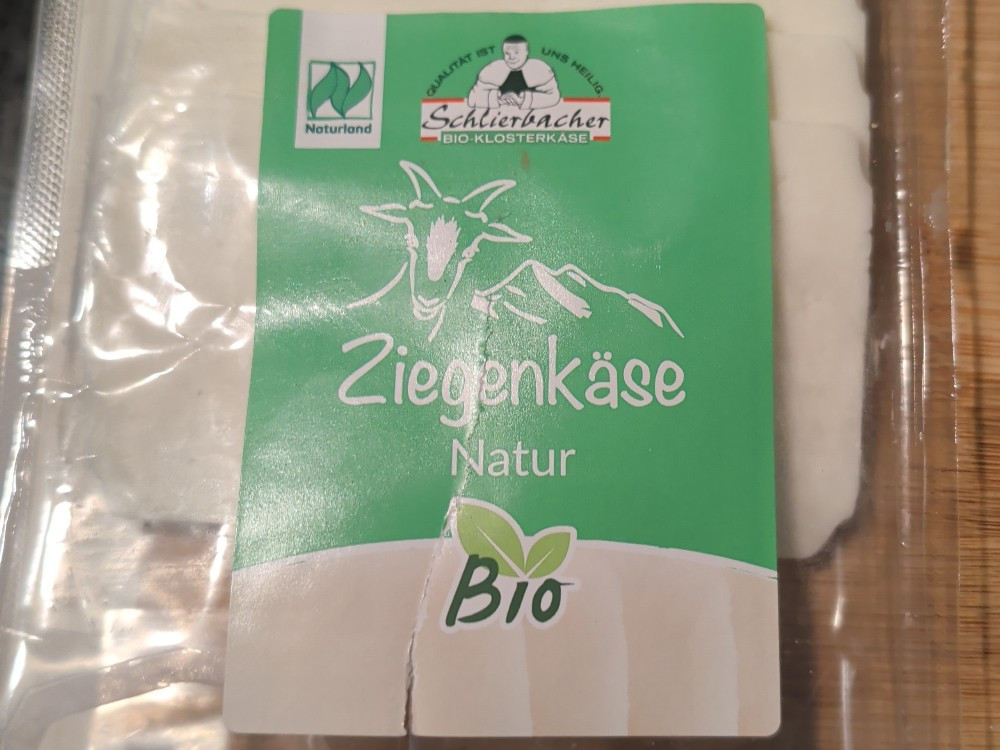 Naturland
QUALITÄT IST UNS HEILIG
Schlierbacher
BIO-KLOSTERKÄSE
Ziegenkäse
Natur
Bio